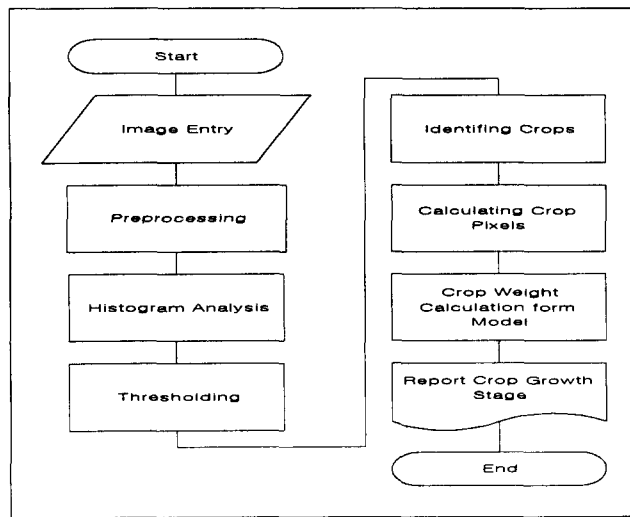 Start
Image Entry
Preprocessing
Histogram Analysis
Thresholding
Identifing Crops
Calculating Crop
Pixels
Crop Weight
Calculation form
Model
Report Crop Growth
Stage
End